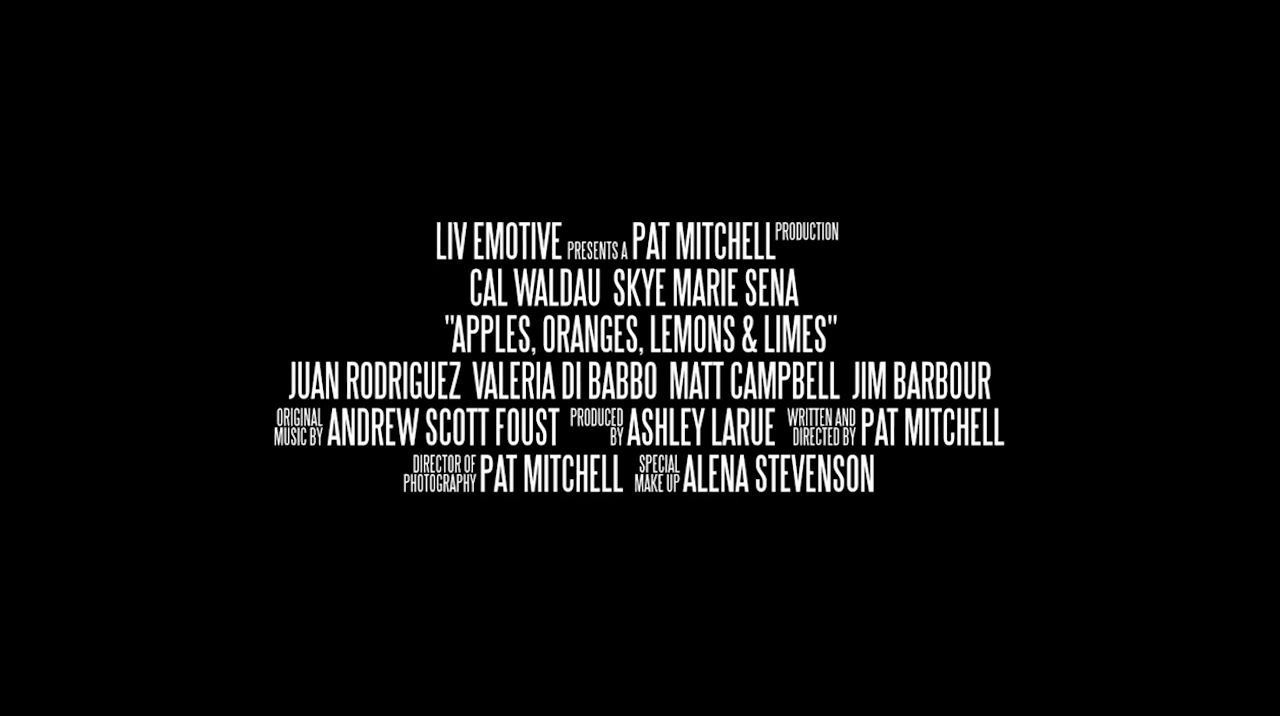 LIV EMOTIVE PRESENTS A PAT MITCHELL PRODUCTION
CAL WALDAU SKYE MARIE SENA
"APPLES, ORANGES, LEMONS & LIMES"
JUAN RODRIGUEZ VALERIA DI BABBO MATT CAMPBELL JIM BARBOUR
ORIGINAL MUSIC BY ANDREW SCOTT FOUST PRODUCED BY ASHLEY LARUE WRITTEN AND DIRECTED BY PAT MITCHELL
DIRECTOR OF PHOTOGRAPHY PAT MITCHELL SPECIAL MAKE UP ALENA STEVENSON